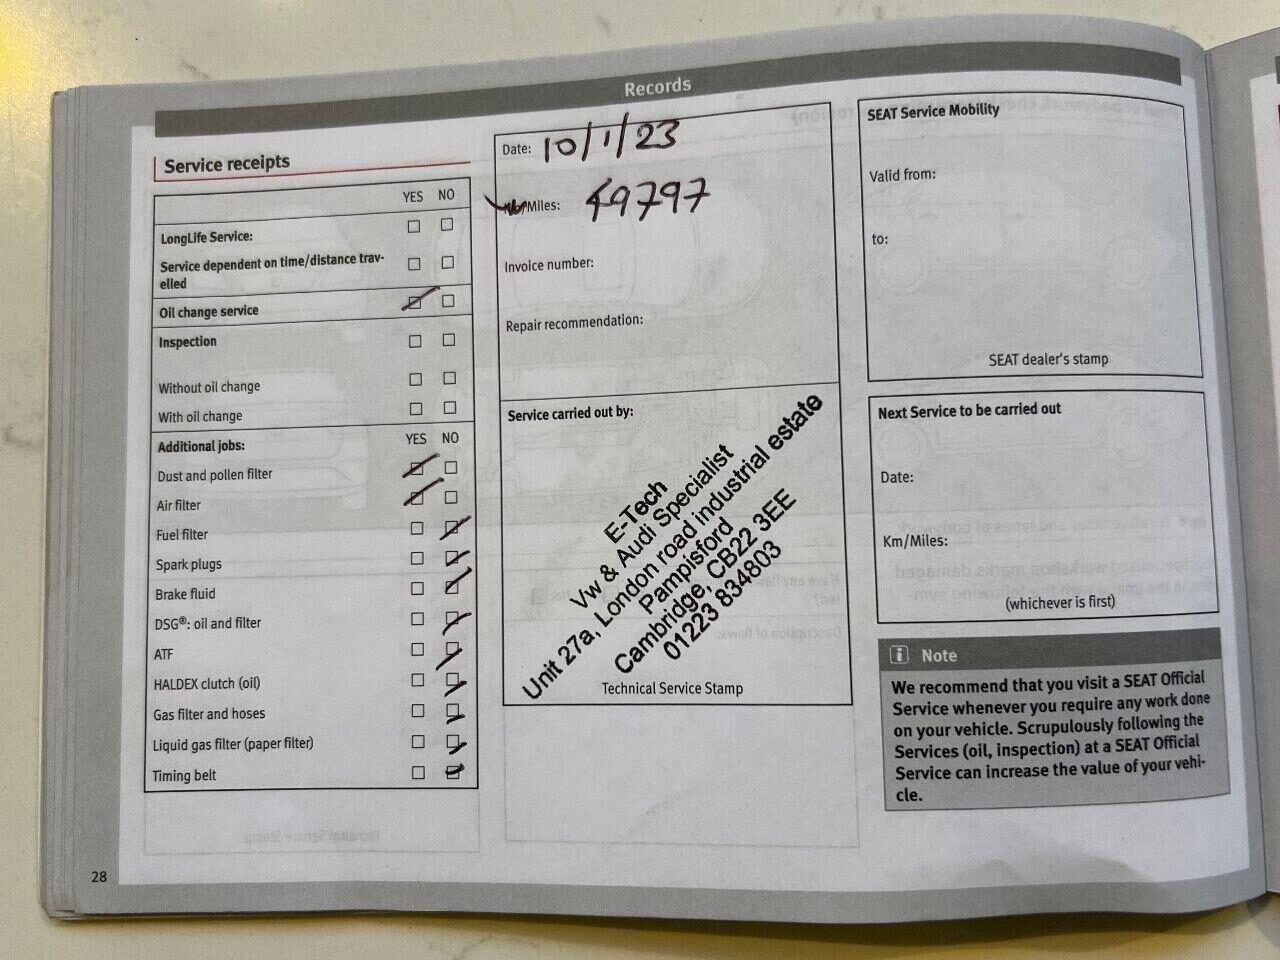 Records
Service receipts
YES NO
LongLife Service:
Service dependent on time/distance trav-
elled
Oil change service
Inspection
Without oil change
With oil change
Additional jobs: YES NO
Dust and pollen filter
Air filter
Fuel filter
Spark plugs
Brake fluid
DSG®: oil and filter
ATF
HALDEX clutch (oil)
Gas filter and hoses
Liquid gas filter (paper filter)
Timing belt
28
Date: 10/1/23
/Miles: 49797
Invoice number:
Repair recommendation:
Service carried out by:
E-Tech
Vw & Audi Specialist
Unit 27a, London road industrial estate
Pampisford
Cambridge, CB22 3EE
01223 834803
Technical Service Stamp
SEAT Service Mobility
Valid from:
to:
SEAT dealer's stamp
Next Service to be carried out
Date:
Km/Miles:
(whichever is first)
i Note
We recommend that you visit a SEAT Official
Service whenever you require any work done
on your vehicle. Scrupulously following the
Services (oil, inspection) at a SEAT Official
Service can increase the value of your vehi-
cle.